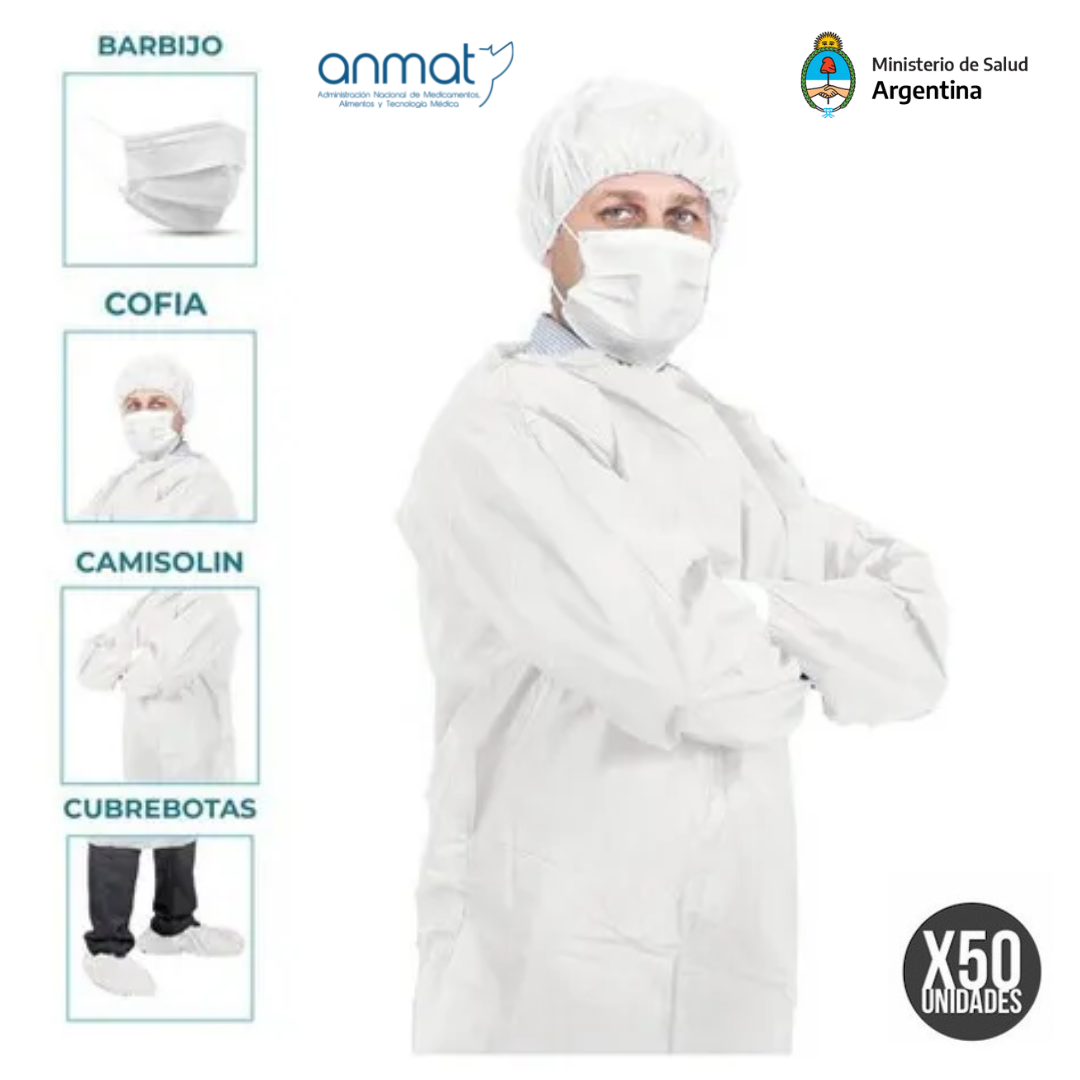 BARBIJO
anmat
Administración Nacional de Medicamentos,
Alimentos y Tecnología Médica
Ministerio de Salud
Argentina
COFIA
CAMISOLIN
CUBREBOTAS
X50
UNIDADES